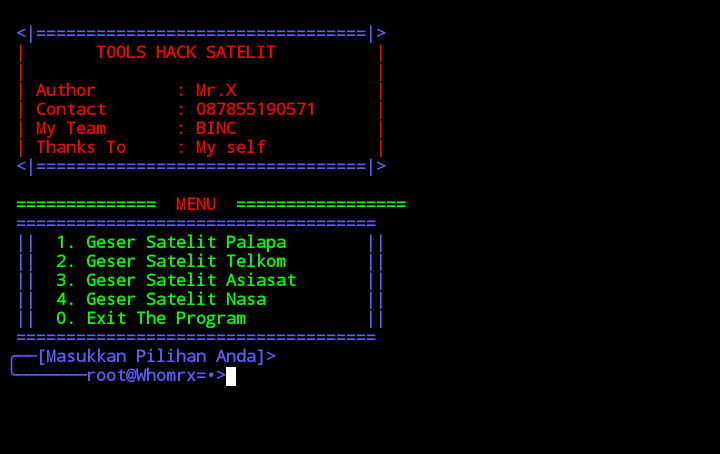 <|=================================|>
|       TOOLS HACK SATELIT          |
|                                   |
| Author        : Mr.X              |
| Contact       : 087855190571      |
| My Team       : BINC              |
| Thanks To     : My self           |
<|=================================|>
==============  MENU  =================
====================================
||  1. Geser Satelit Palapa        ||
||  2. Geser Satelit Telkom        ||
||  3. Geser Satelit Asiasat       ||
||  4. Geser Satelit Nasa          ||
||  0. Exit The Program            ||
====================================
╭──[Masukkan Pilihan Anda]>
╰───────root@Whomrx=•>